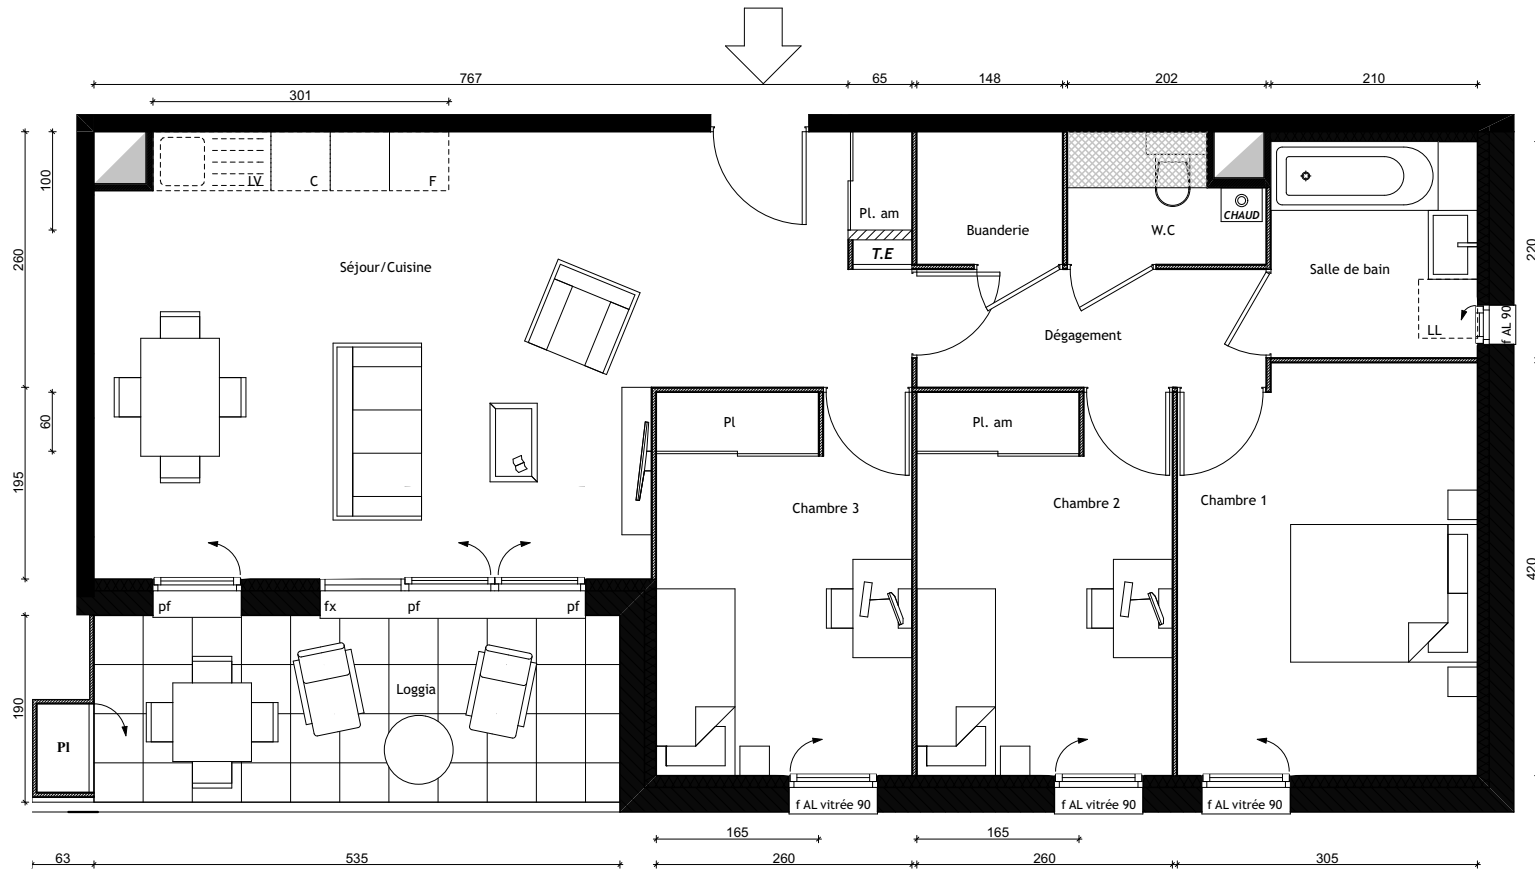 767
65
148
202
210
301
100
260
60
195
190
LV
C
F
Pl. am
T.E
Buanderie
W.C
CHAUD
Salle de bain
LL
f AL 90
220
420
Séjour/Cuisine
Dégagement
Pl
Pl. am
Chambre 3
Chambre 2
Chambre 1
pf
fx
pf
pf
Loggia
Pl
f AL vitrée 90
f AL vitrée 90
f AL vitrée 90
165
165
63
535
260
260
305